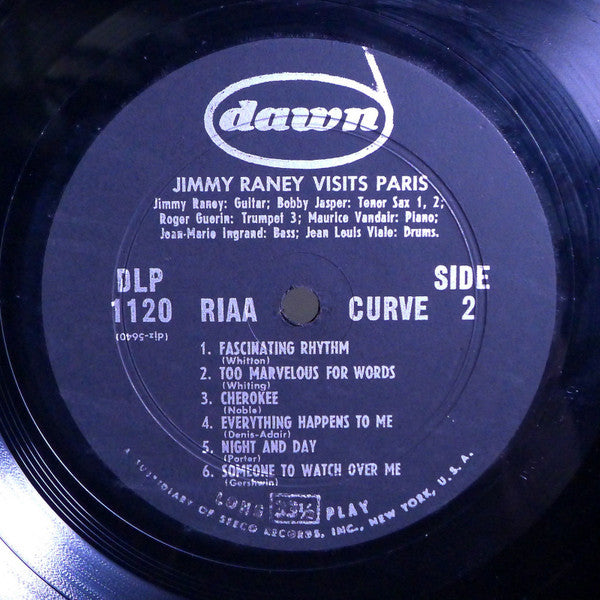 dawn
JIMMY RANEY VISITS PARIS
Jimmy Raney: Guitar; Bobby Jasper: Tenor Sax 1, 2;
Roger Guerin: Trumpet 3; Maurice Vandair: Piano;
Jean-Marie Ingrand: Bass; Jean Louis Viale: Drums.
DLP SIDE
1120 RIAA CURVE 2
(djz-5640)
1. FASCINATING RHYTHM
(Whitton)
2. TOO MARVELOUS FOR WORDS
(Whiting)
3. CHEROKEE
(Noble)
4. EVERYTHING HAPPENS TO ME
(Denis-Adair)
5. NIGHT AND DAY
(Porter)
6. SOMEONE TO WATCH OVER ME
(Gershwin)
LONG 33⅓ PLAY
A SUBSIDIARY OF SEECO RECORDS, INC., NEW YORK, U.S.A.